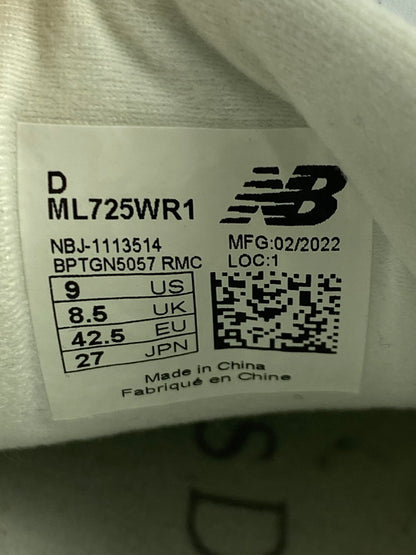 D
ML725WR1
NB
NBJ-1113514
BPTGN5057 RMC
MFG:02/2022
LOC:1
9 US
8.5 UK
42.5 EU
27 JPN
Made in China
Fabriqué en Chine
S D